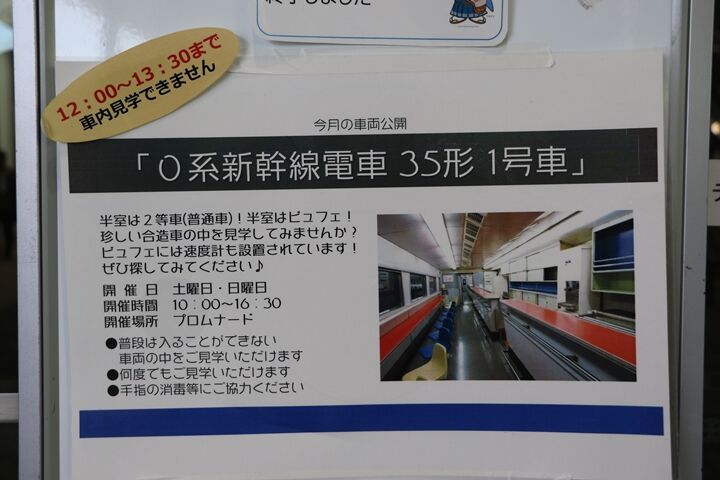 終了しました
12:00～13:30まで
車内見学できません
今月の車両公開
「０系新幹線電車 35形 1号車」
半室は２等車(普通車)！半室はビュフェ！
珍しい合造車の中を見学してみませんか？
ビュフェには速度計も設置されています！
ぜひ探してみてください♪
開 催 日　土曜日・日曜日
開催時間　10：00～16：30
開催場所　プロムナード
●普段は入ることができない
車両の中をご見学いただけます
●何度でもご見学いただけます
●手指の消毒等にご協力ください